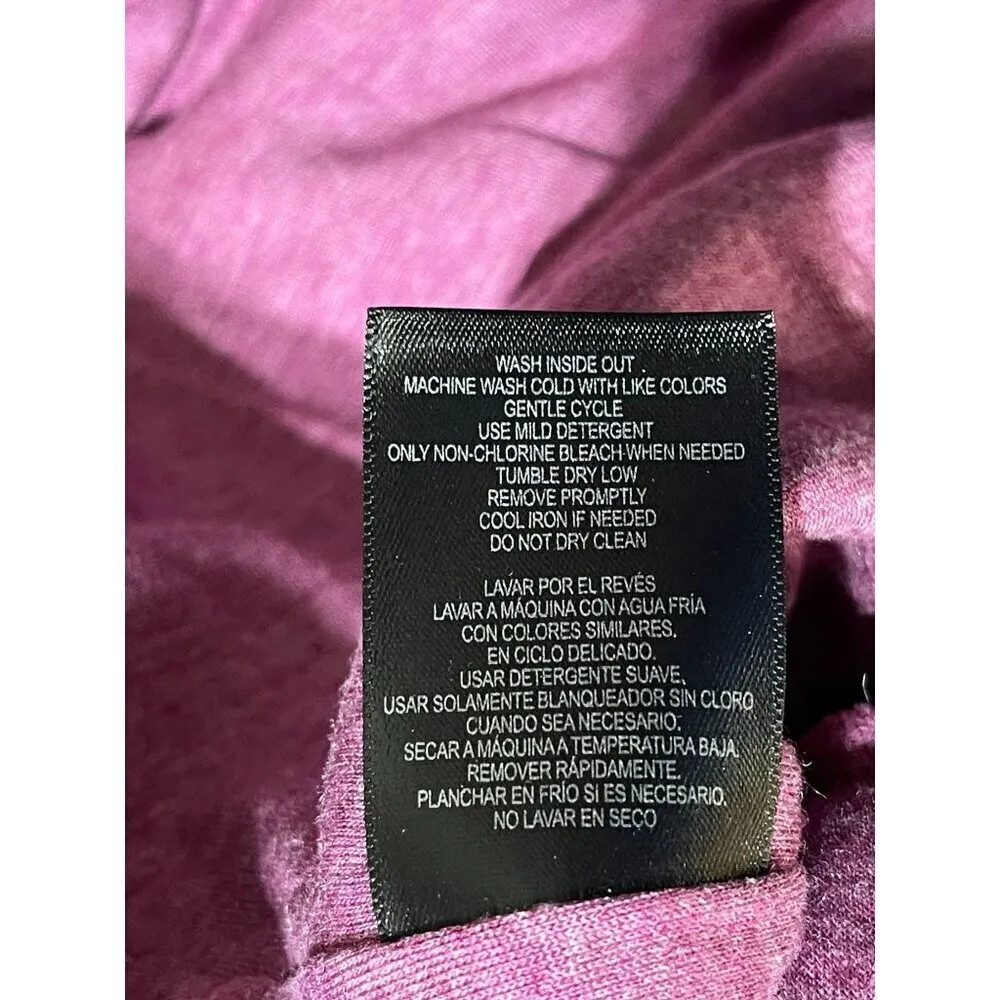 WASH INSIDE OUT .
MACHINE WASH COLD WITH LIKE COLORS
GENTLE CYCLE
USE MILD DETERGENT
ONLY NON-CHLORINE BLEACH-WHEN NEEDED
TUMBLE DRY LOW
REMOVE PROMPTLY
COOL IRON IF NEEDED
DO NOT DRY CLEAN
LAVAR POR EL REVÉS
LAVAR A MÁQUINA CON AGUA FRÍA
CON COLORES SIMILARES.
EN CICLO DELICADO.
USAR DETERGENTE SUAVE.
USAR SOLAMENTE BLANQUEADOR SIN CLORO
CUANDO SEA NECESARIO.
SECAR A MÁQUINA A TEMPERATURA BAJA.
REMOVER RÁPIDAMENTE.
PLANCHAR EN FRÍO SI ES NECESARIO.
NO LAVAR EN SECO